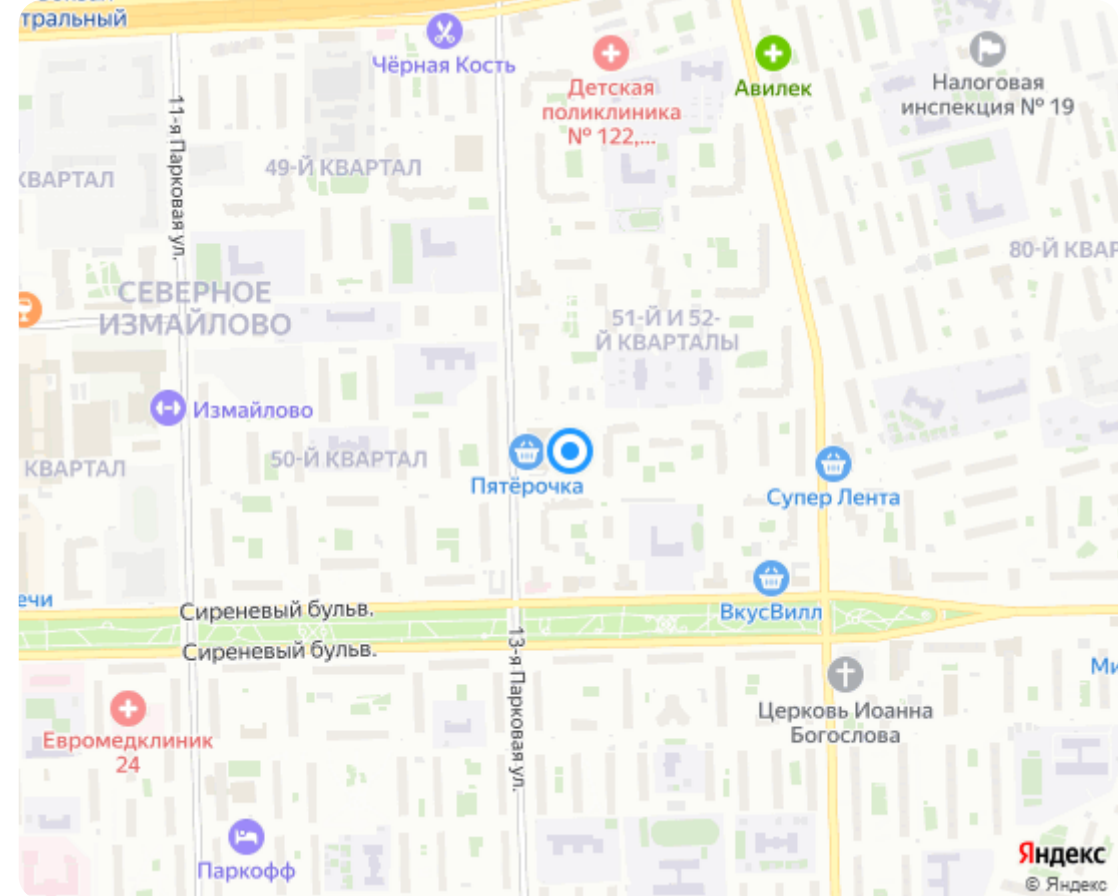 тральный
Чёрная Кость
Детская
поликлиника
№ 122,...
Авилек
Налоговая
инспекция № 19
11-я Парковая ул.
49-Й КВАРТАЛ
КВАРТАЛ
80-Й КВАР
СЕВЕРНОЕ
ИЗМАЙЛОВО
51-Й И 52-
Й КВАРТАЛЫ
Измайлово
50-Й КВАРТАЛ
КВАРТАЛ
Пятёрочка
Супер Лента
ечи
Сиреневый бульв.
ВкусВилл
Сиреневый бульв.
13-я Парковая ул.
Ми
Церковь Иоанна
Богослова
Евромедклиник
24
Паркофф
Яндекс
© Яндекс